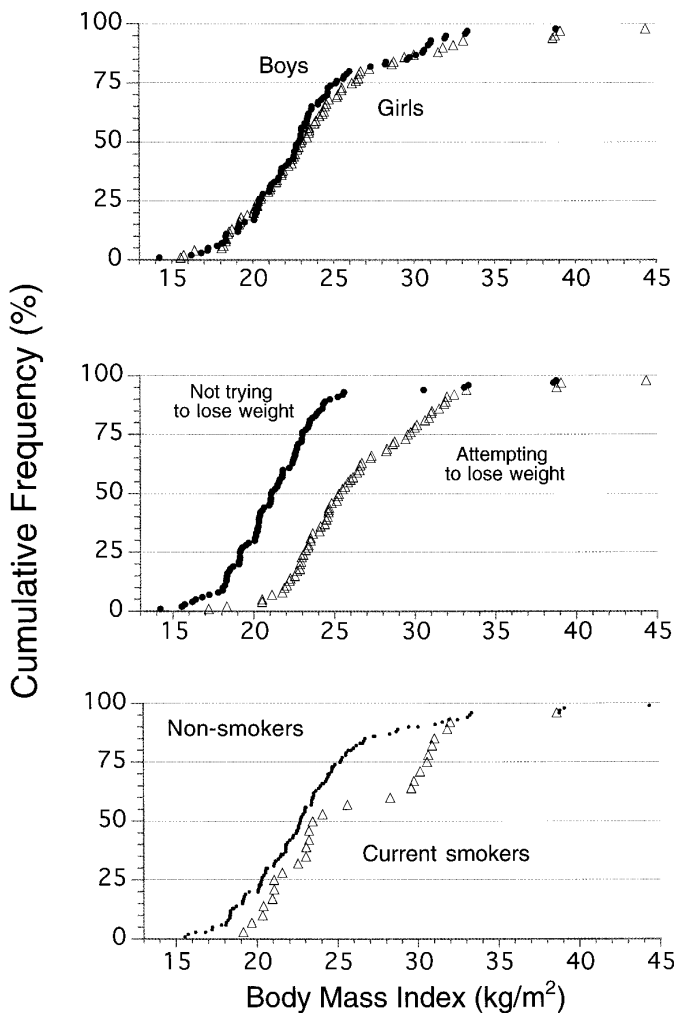 100
75
50
25
0
Boys
Girls
15 20 25 30 35 40 45
100
75
50
25
0
Not trying
to lose weight
Attempting
to lose weight
15 20 25 30 35 40 45
100
75
50
25
0
Non-smokers
Current smokers
15 20 25 30 35 40 45
Cumulative Frequency (%)
Body Mass Index (kg/m²)